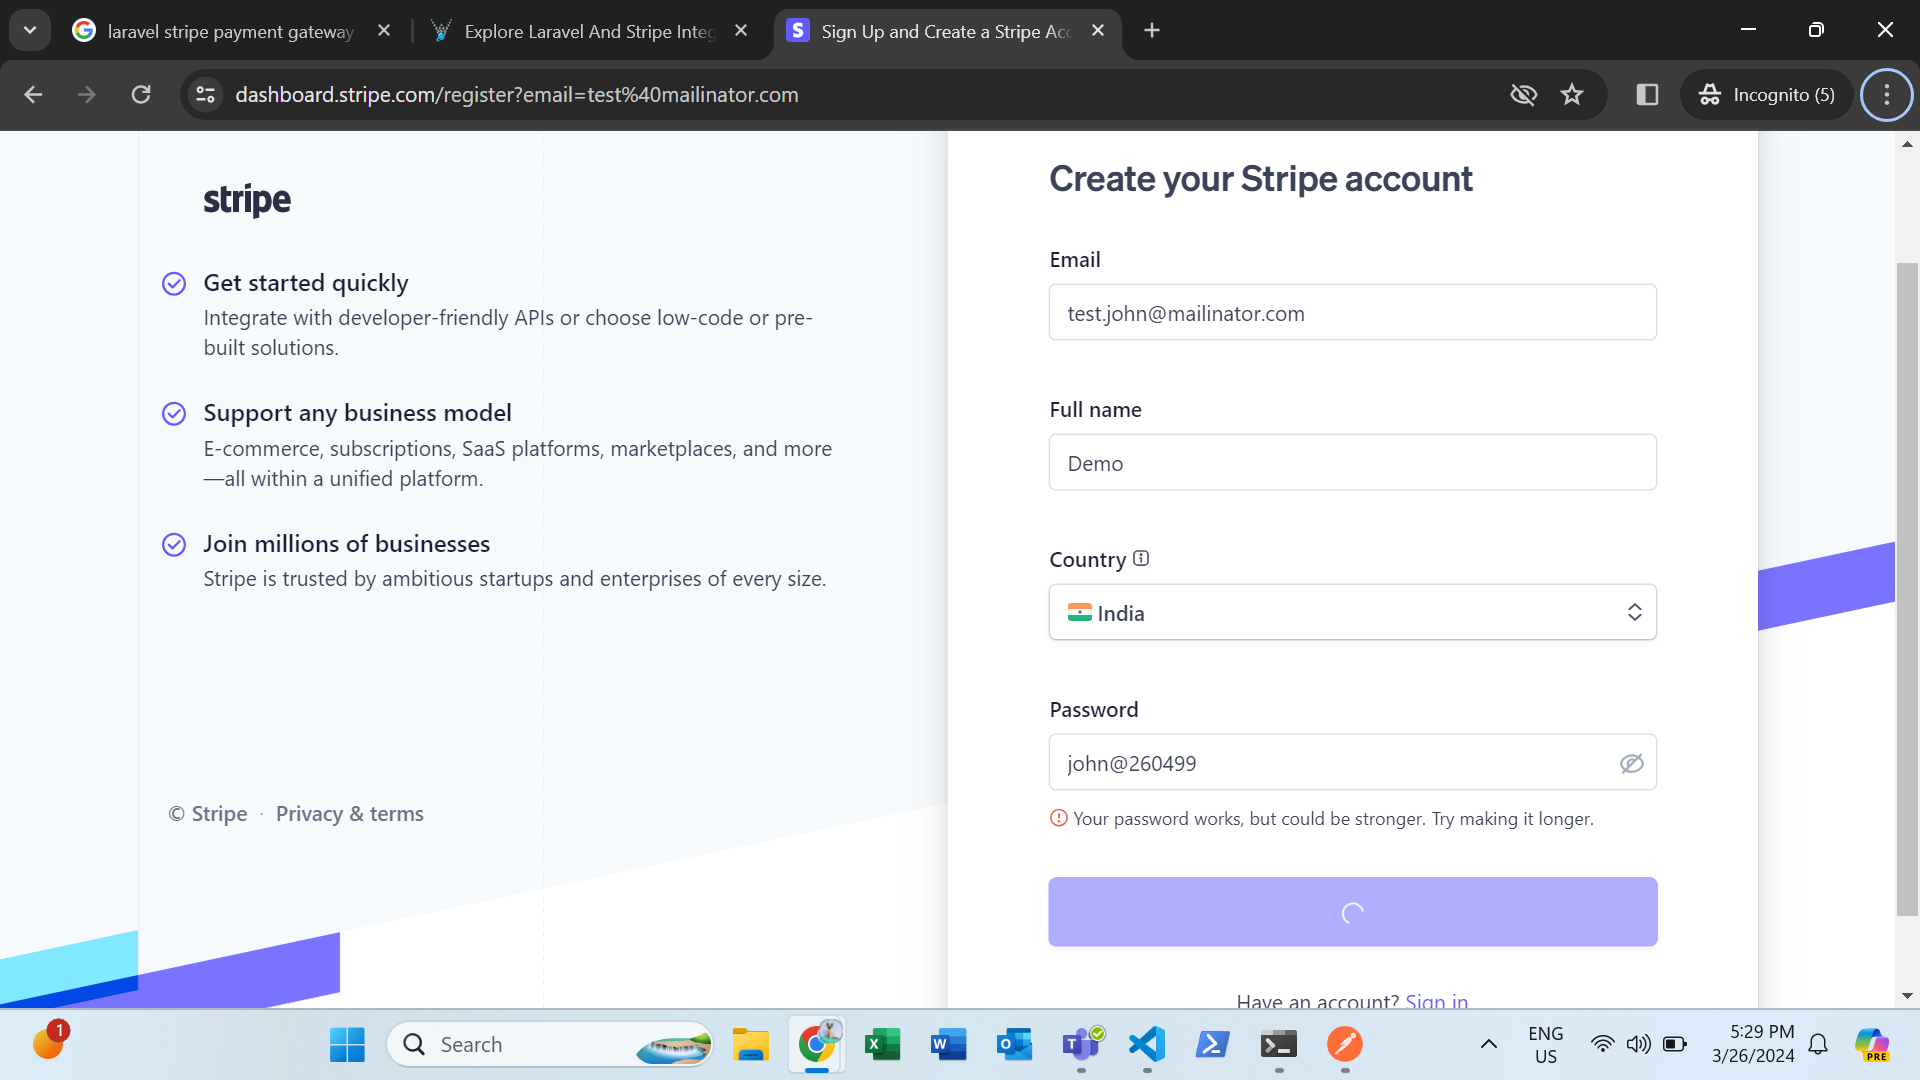 laravel stripe payment gateway
Explore Laravel And Stripe Integ
Sign Up and Create a Stripe Acc
dashboard.stripe.com/register?email=test%40mailinator.com
Incognito (5)
stripe
Get started quickly
Integrate with developer-friendly APIs or choose low-code or pre-
built solutions.
Support any business model
E-commerce, subscriptions, SaaS platforms, marketplaces, and more
—all within a unified platform.
Join millions of businesses
Stripe is trusted by ambitious startups and enterprises of every size.
© Stripe · Privacy & terms
Create your Stripe account
Email
test.john@mailinator.com
Full name
Demo
Country
India
Password
john@260499
Your password works, but could be stronger. Try making it longer.
Have an account? Sign in
1
Search
ENG
US
5:29 PM
3/26/2024
PRE